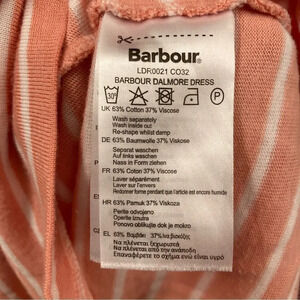 Barbour®
LDR0021 CO32
BARBOUR DALMORE DRESS
30°
P
UK 63% Cotton 37% Viscose
Wash separately
Wash inside out
Re-shape whilst damp
DE 63% Baumwolle 37% Viskose
Separat waschen
Auf links waschen
Nass in Form ziehen
FR 63% Coton 37% Viscose
Laver séparément
Laver sur l'envers
Redonner forme pendant que l'article est encore humide
HR 63% Pamuk 37% Viskoza
Perite odvojeno
Operite iznutra
Ponovo oblikujte dok je mokro
EL 63% Βαμβάκι 37% Ινα βισκόζης
Να πλένεται ξεχωριστά
Να πλένεται από την ανάποδη
Επαναφέρετε το σχήμα ενώ είναι υγρό